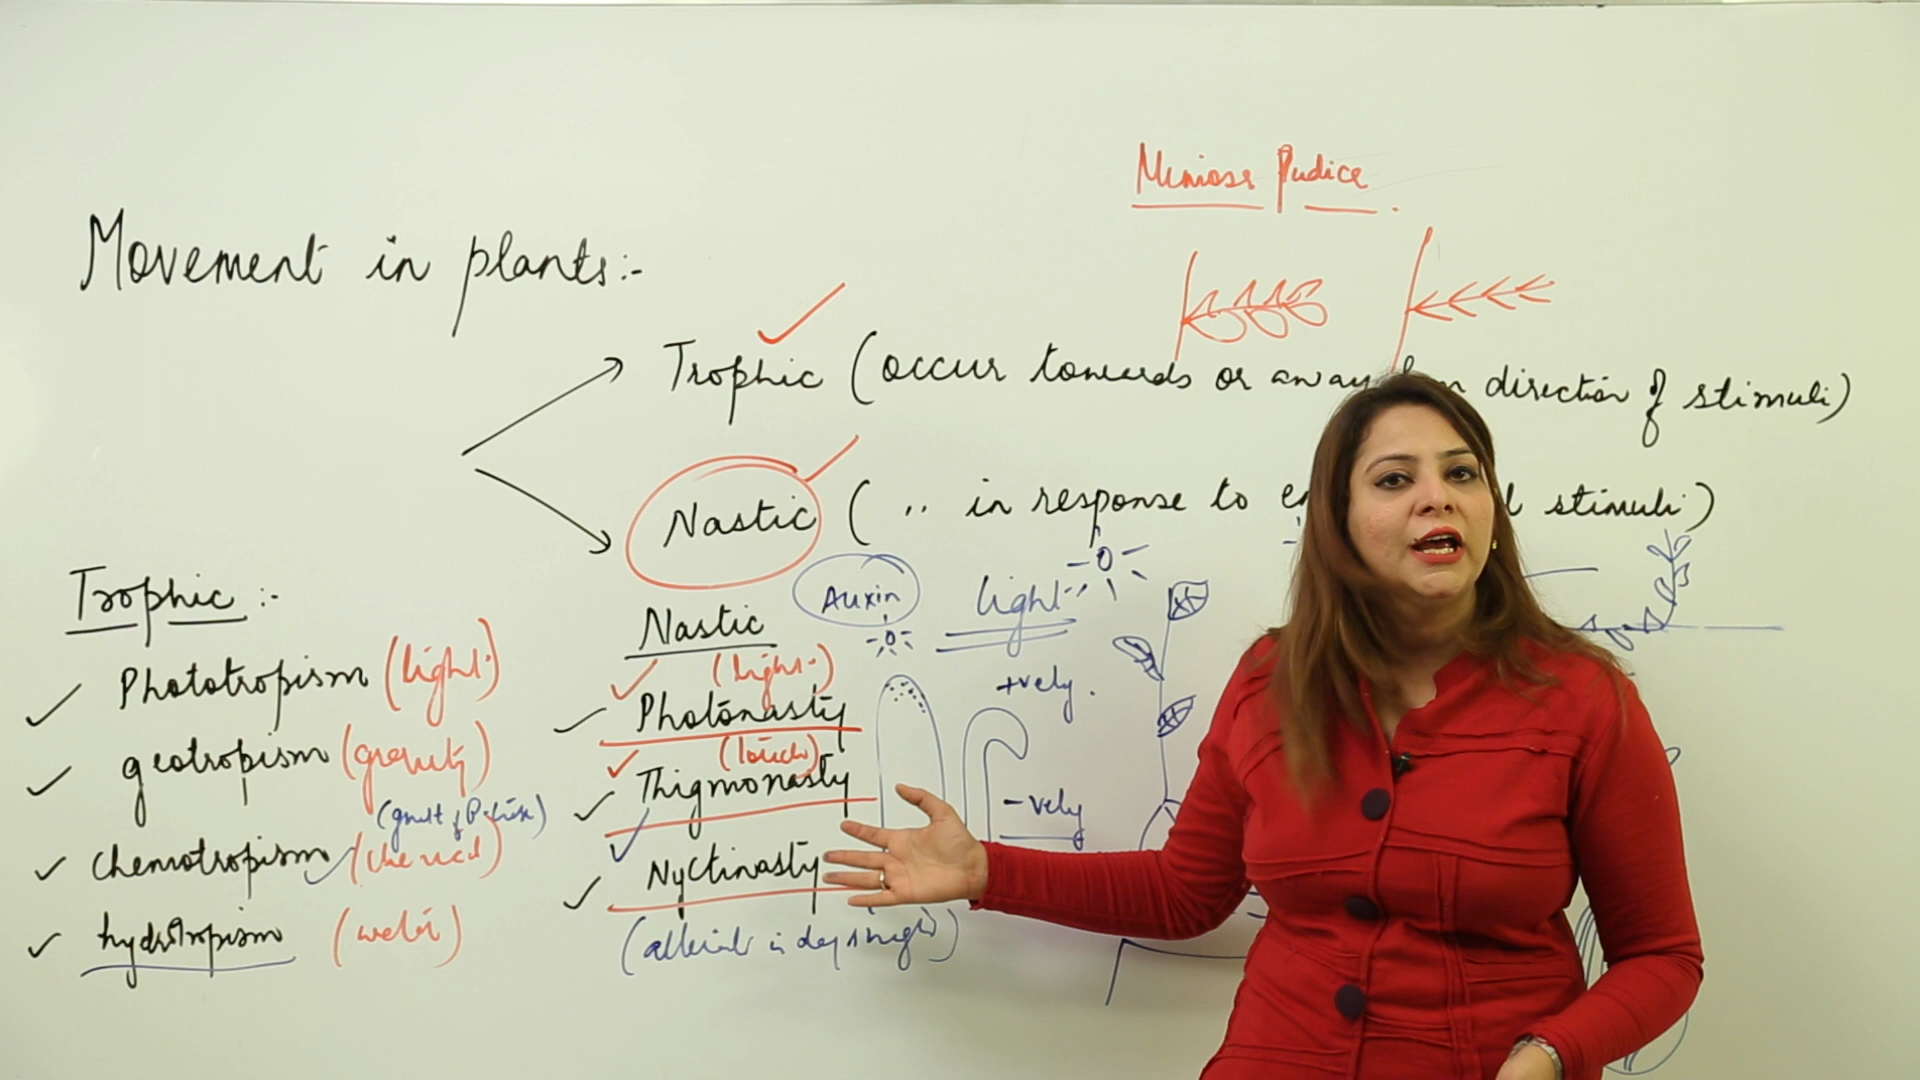 Mimosa Pudica
Movement in plants:-
Trophic (occur towards or away direction of stimuli)
Nastic ( ,, in response to stimuli)
Trophic :-
Phototropism (light)
geotropism (gravity)
chemotropism (chemical)
hydrotropism (water)
Nastic
(light)
Photonasty
(touch)
Thigmonasty
Nyctinasty
Auxin
light
+vely.
-vely